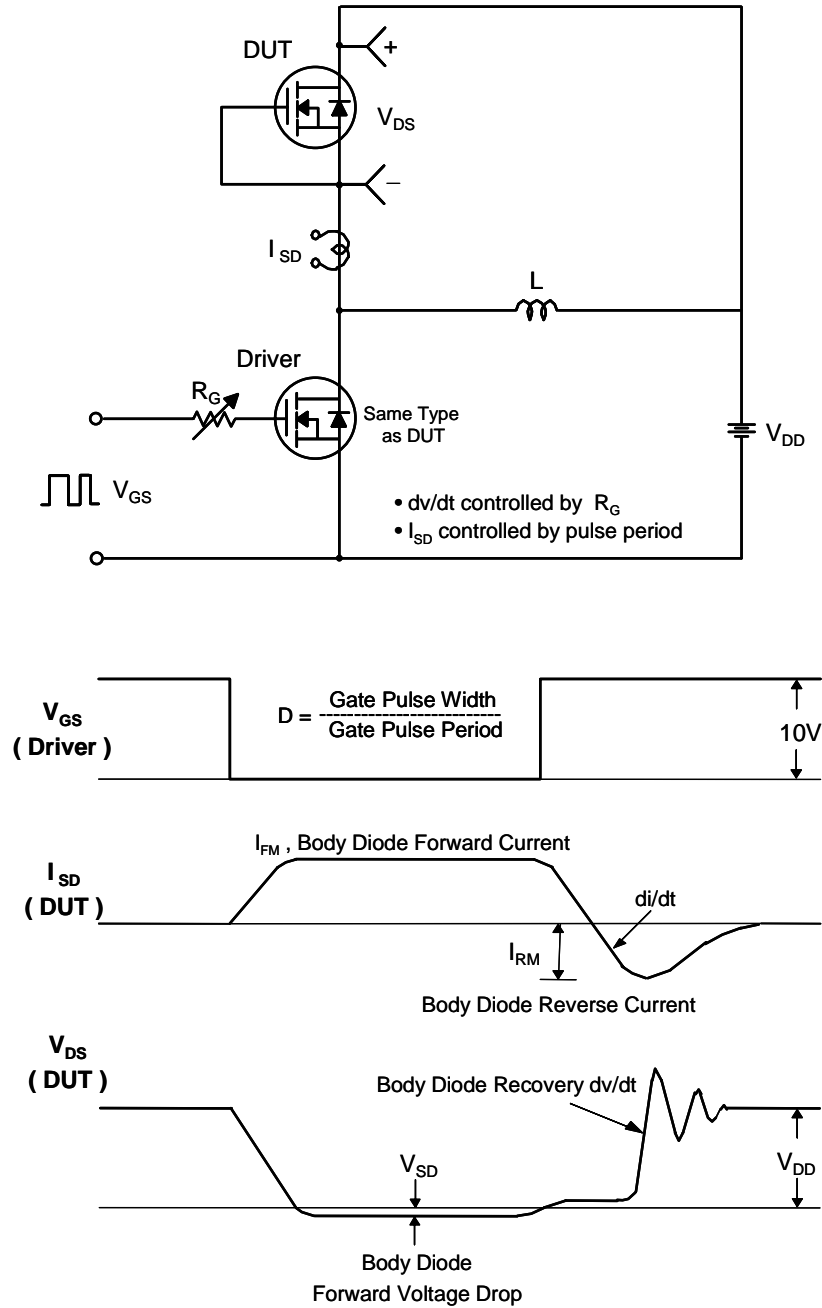 DUT
+
V_DS
−
I_SD
L
Driver
R_G
Same Type
as DUT
V_DD
V_GS
• dv/dt controlled by R_G
• I_SD controlled by pulse period
V_GS
( Driver )
D = Gate Pulse Width
Gate Pulse Period
10V
I_FM , Body Diode Forward Current
I_SD
( DUT )
di/dt
I_RM
Body Diode Reverse Current
V_DS
( DUT )
Body Diode Recovery dv/dt
V_SD
V_DD
Body Diode
Forward Voltage Drop